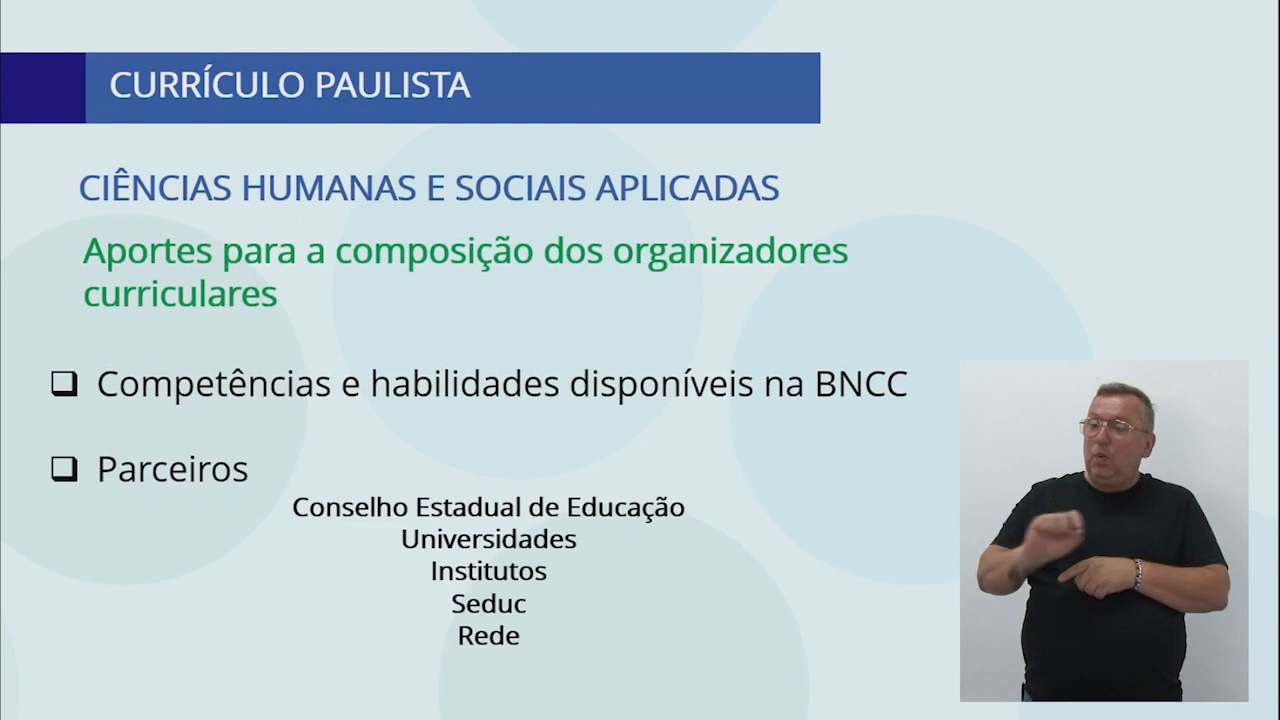 CURRÍCULO PAULISTA
CIÊNCIAS HUMANAS E SOCIAIS APLICADAS
Aportes para a composição dos organizadores
curriculares
❑ Competências e habilidades disponíveis na BNCC
❑ Parceiros
Conselho Estadual de Educação
Universidades
Institutos
Seduc
Rede